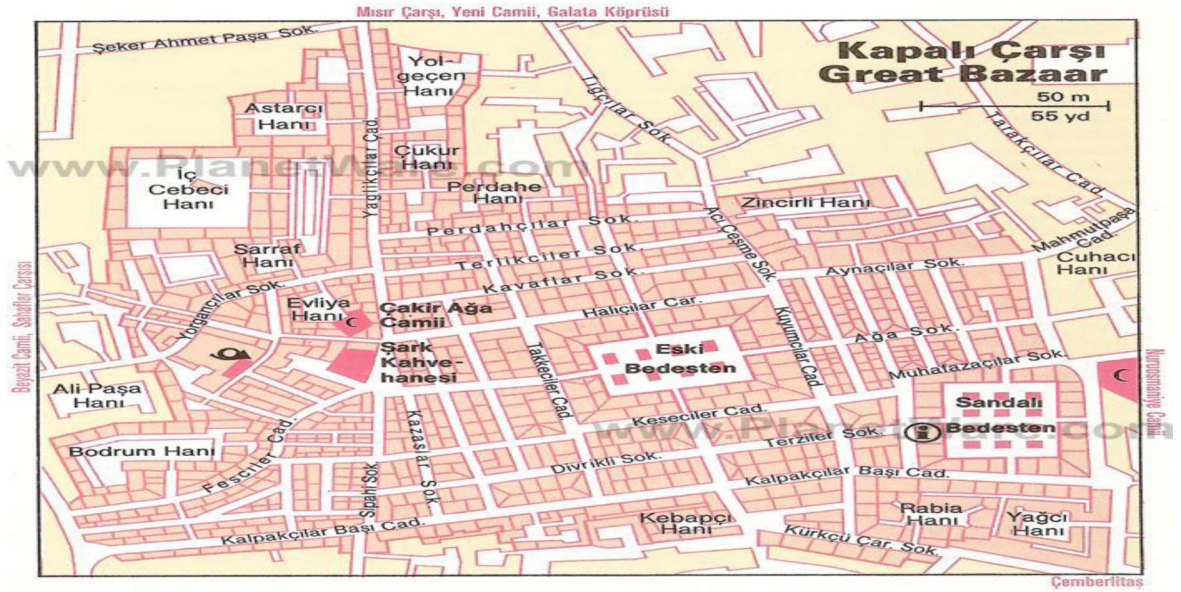 Mısır Çarşı, Yeni Camii, Galata Köprüsü
Şeker Ahmet Paşa Sok.
Kapalı Çarşı
Great Bazaar
50 m
55 yd
Yol-
geçen
Hanı
Astarcı
Hanı
Çukur
Hanı
Yağlıkcılar Cad.
Tığcılar Sok.
Tarakçılar Cad.
www.PlanetWare.com
İç
Cebeci
Hanı
Perdahe
Hanı
Zincirli Hanı
Perdahçılar Sok.
Acı Çeşme Sok.
Mahmutpaşa
Cad.
Cuhacı
Hanı
Sarraf
Hanı
Terlikciler Sok.
Kavaflar Sok.
Aynacılar Sok.
Yorgancılar Sok.
Evliya
Hanı
Çakir Ağa
Camii
Halıçılar Car.
Kuyumcılar Cad.
Ağa Sok.
Beyazit Camii, Sahaflar Çarşısı
Şark
Kahve-
hanesi
Takkeciler Cad.
Eski
Bedesten
Muhafazaçılar Sok.
Nuruosmaniye Camii
Ali Paşa
Hanı
Sandalı
Bedesten
Keseciler Cad.
Terziler Sok.
www.PlanetWare.com
Bodrum Hanı
Fesciler Cad.
Kazaslar Sok.
Sipahi Sok.
Divrikli Sok.
Kalpakçılar Başı Cad.
Kalpakçılar Başı Cad.
Kebapçı
Hanı
Rabia
Hanı
Yağcı
Hanı
Kürkçü Car. Sok.
Çemberlitaş